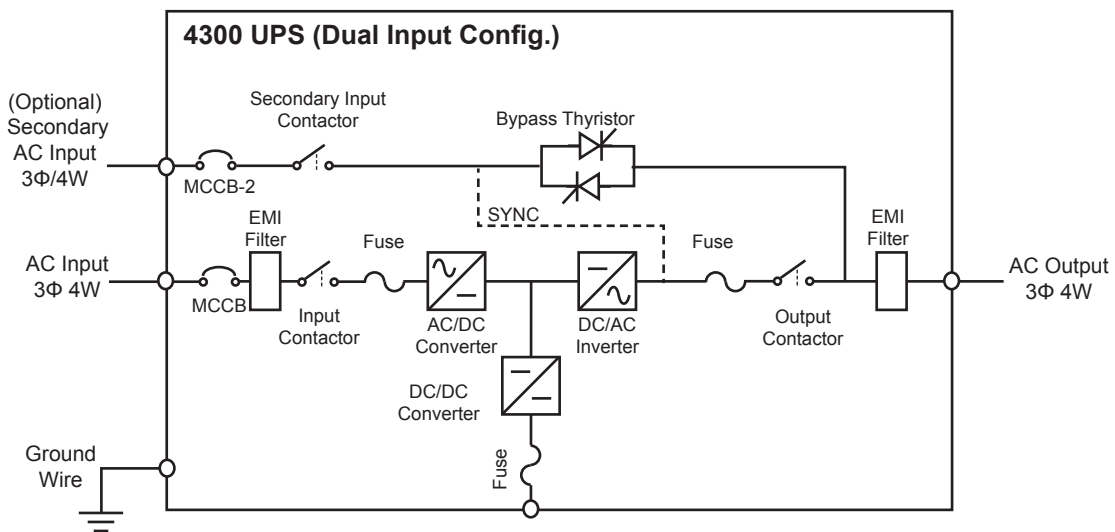 4300 UPS (Dual Input Config.)
(Optional)
Secondary
AC Input
3Φ/4W
Secondary Input
Contactor
Bypass Thyristor
MCCB-2
SYNC
EMI
Filter
Fuse
Fuse
EMI
Filter
AC Input
3Φ 4W
MCCB
Input
Contactor
AC/DC
Converter
DC/AC
Inverter
Output
Contactor
AC Output
3Φ 4W
DC/DC
Converter
Fuse
Ground
Wire